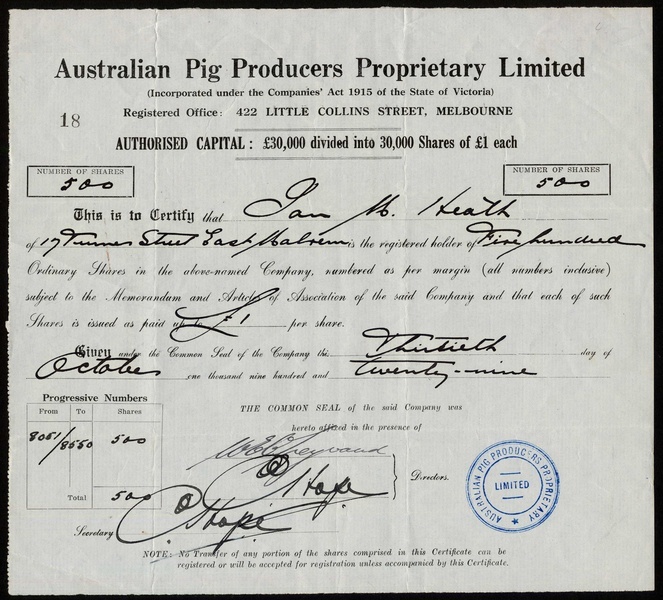 Australian Pig Producers Proprietary Limited
(Incorporated under the Companies' Act 1915 of the State of Victoria)
18
Registered Office: 422 LITTLE COLLINS STREET, MELBOURNE
AUTHORISED CAPITAL: £30,000 divided into 30,000 Shares of £1 each
NUMBER OF SHARES
500
NUMBER OF SHARES
500
This is to Certify that Ian M. Heath
of 17 Turner Street East Malvern is the registered holder of Five hundred
Ordinary Shares in the above-named Company, numbered as per margin (all numbers inclusive)
subject to the Memorandum and Articles of Association of the said Company and that each of such
Shares is issued as paid up to £1 per share.
Given under the Common Seal of the Company this Thirtieth day of
October one thousand nine hundred and twenty-nine
Progressive Numbers
From To Shares
8051/8550 500
Total 500
THE COMMON SEAL of the said Company was
hereto affixed in the presence of
Hope
Directors.
Secretary Hope
AUSTRALIAN PIG PRODUCERS PROPRIETARY
LIMITED
NOTE: No Transfer of any portion of the shares comprised in this Certificate can be
registered or will be accepted for registration unless accompanied by this Certificate.